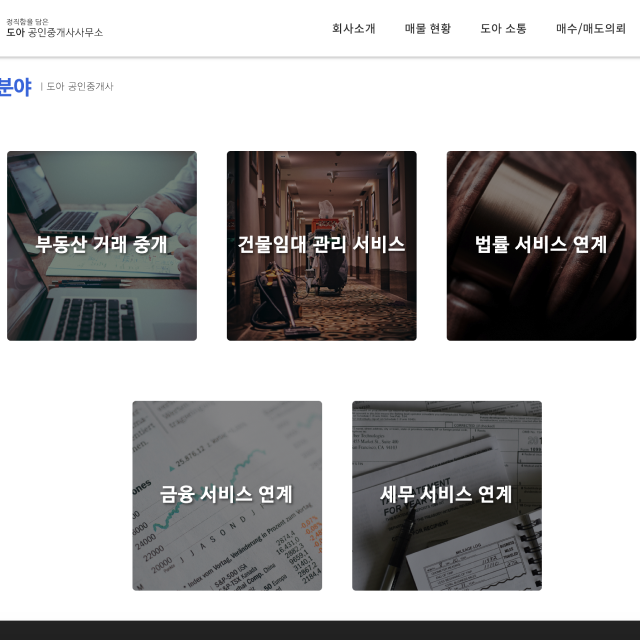 정직함을 담은
도아 공인중개사사무소
회사소개
매물 현황
도아 소통
매수/매도의뢰
분야 | 도아 공인중개사
부동산 거래 중개
건물임대 관리 서비스
법률 서비스 연계
금융 서비스 연계
세무 서비스 연계